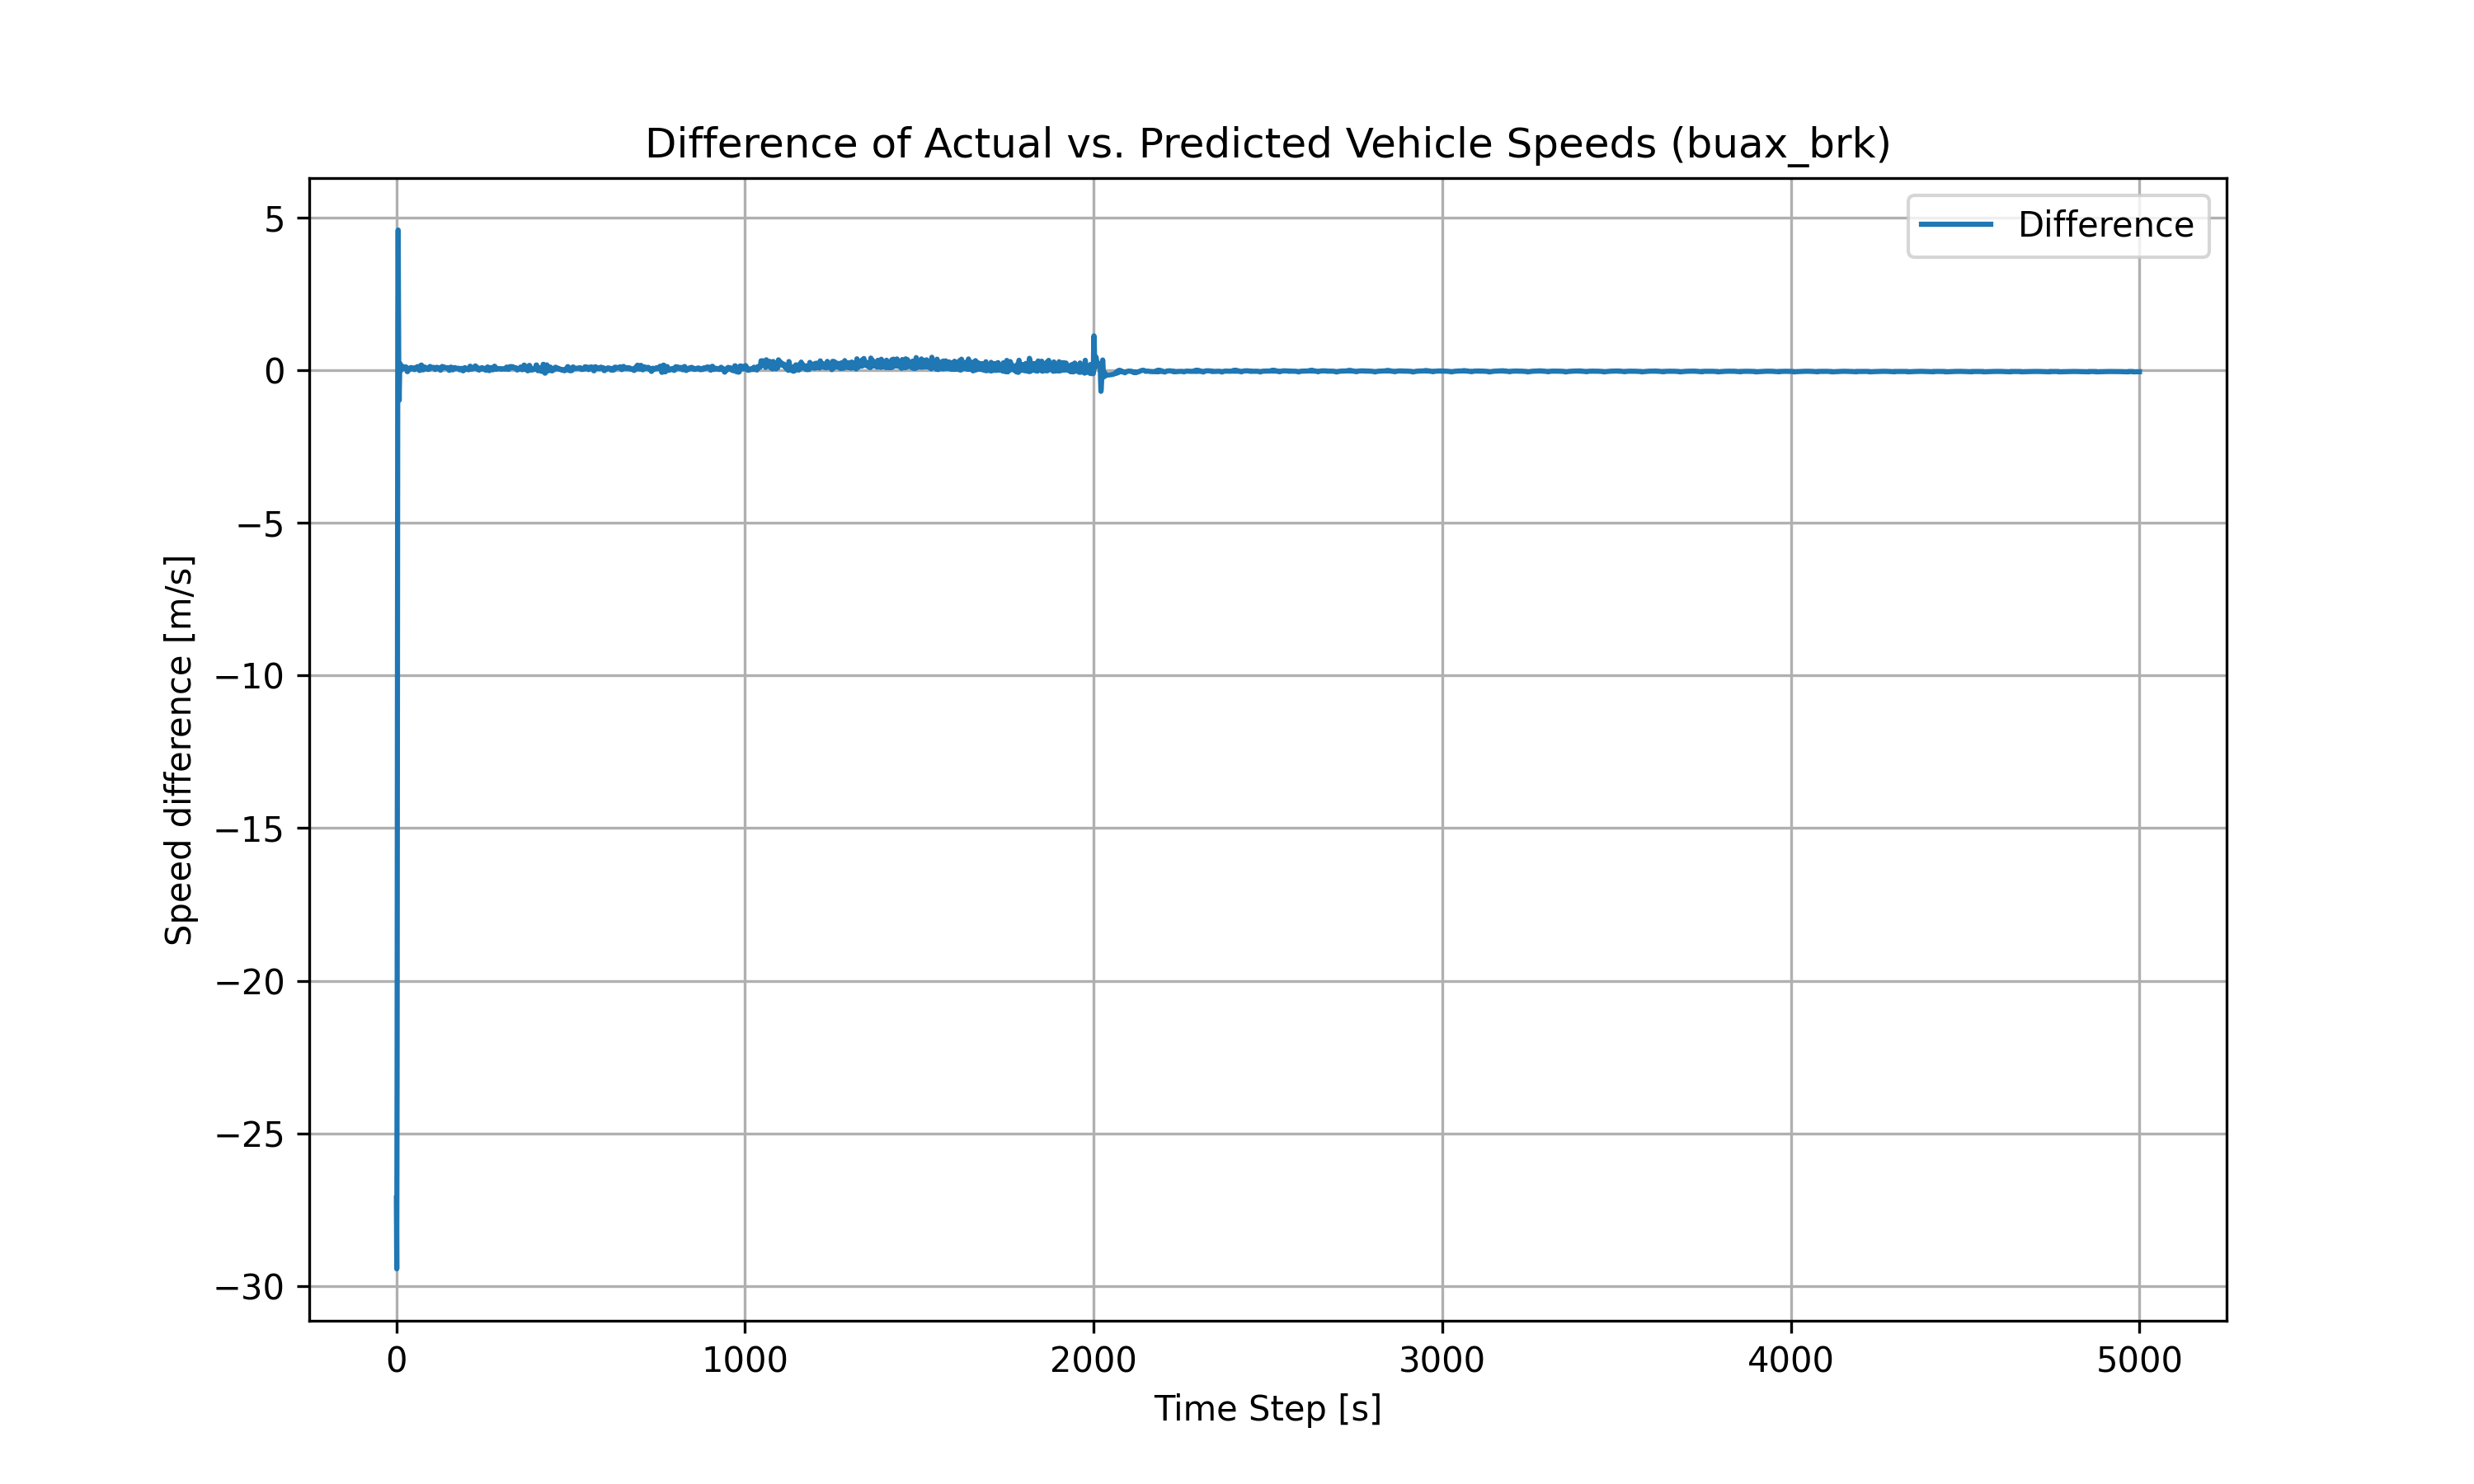 Difference of Actual vs. Predicted Vehicle Speeds (buax_brk)
Difference
5
0
−5
−10
−15
−20
−25
−30
Speed difference [m/s]
0 1000 2000 3000 4000 5000
Time Step [s]